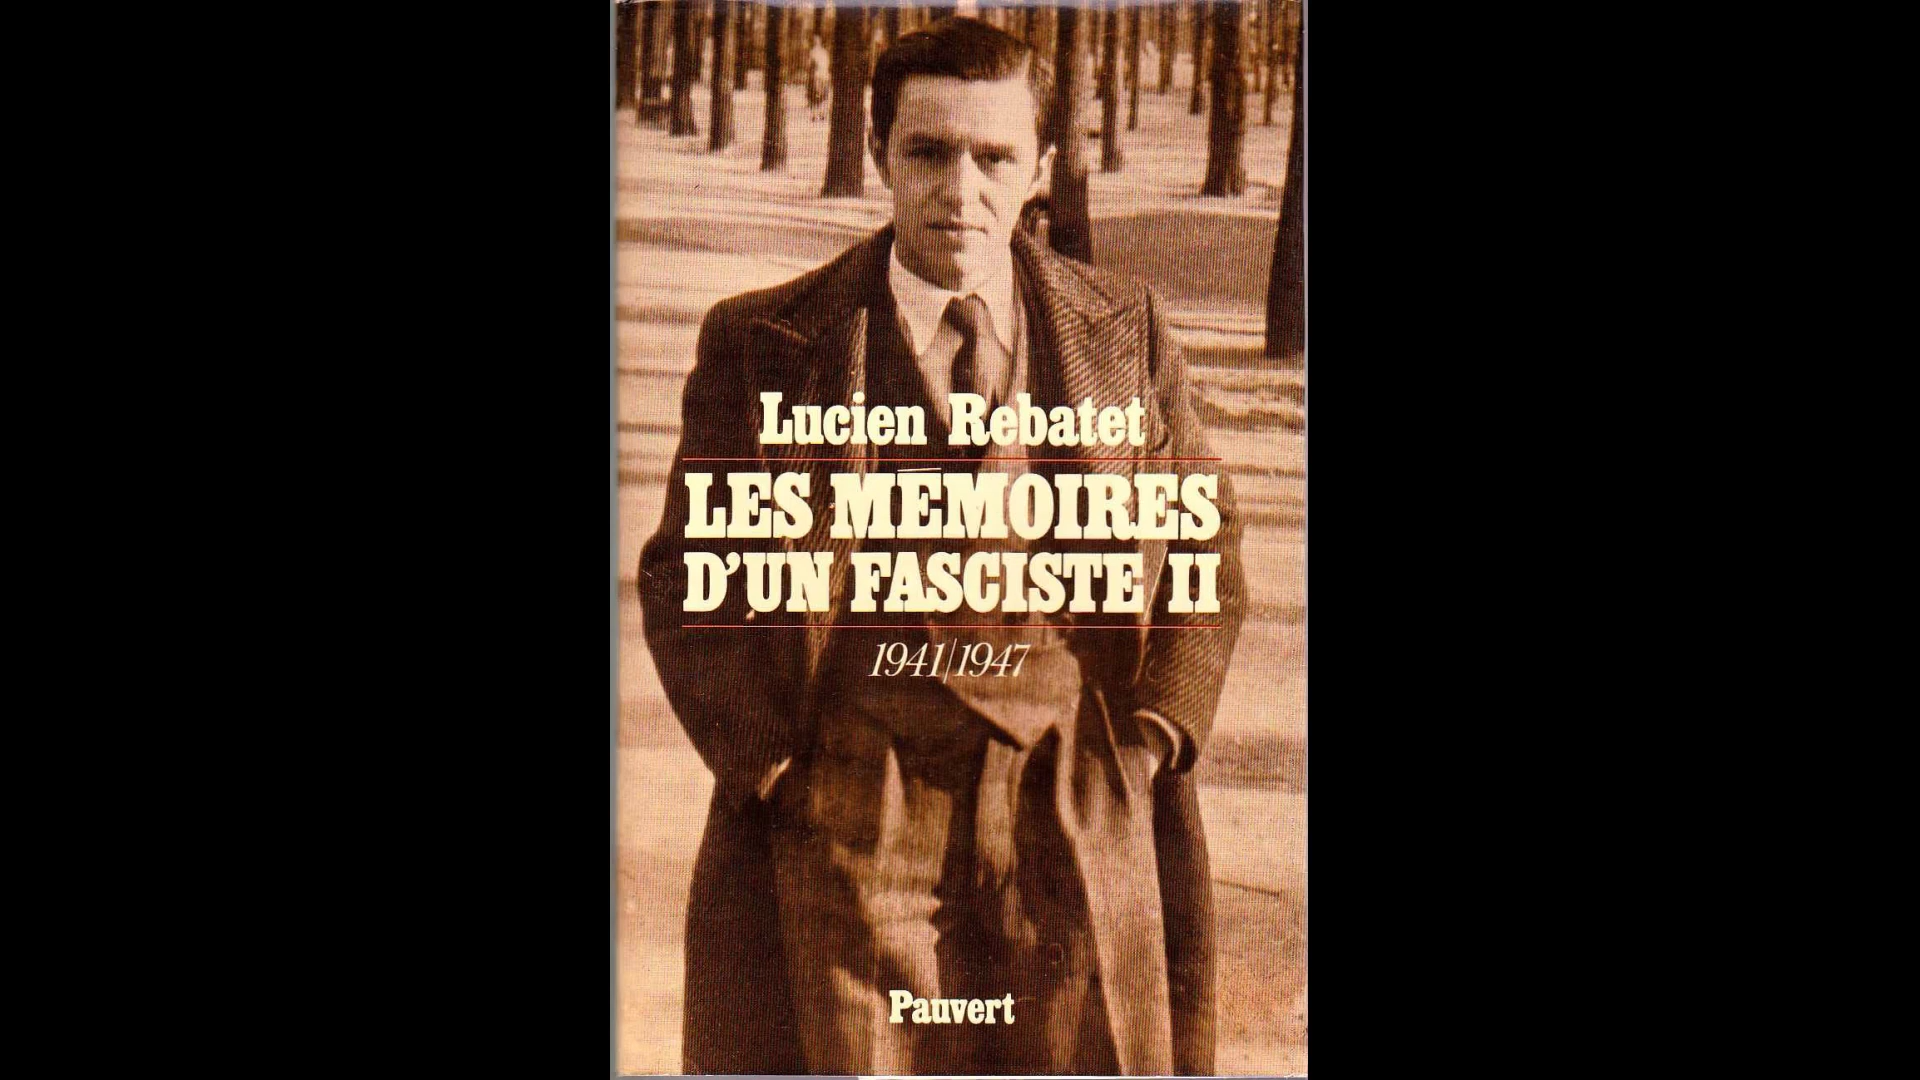 Lucien Rebatet
LES MÉMOIRES
D'UN FASCISTE/II
1941/1947
Pauvert